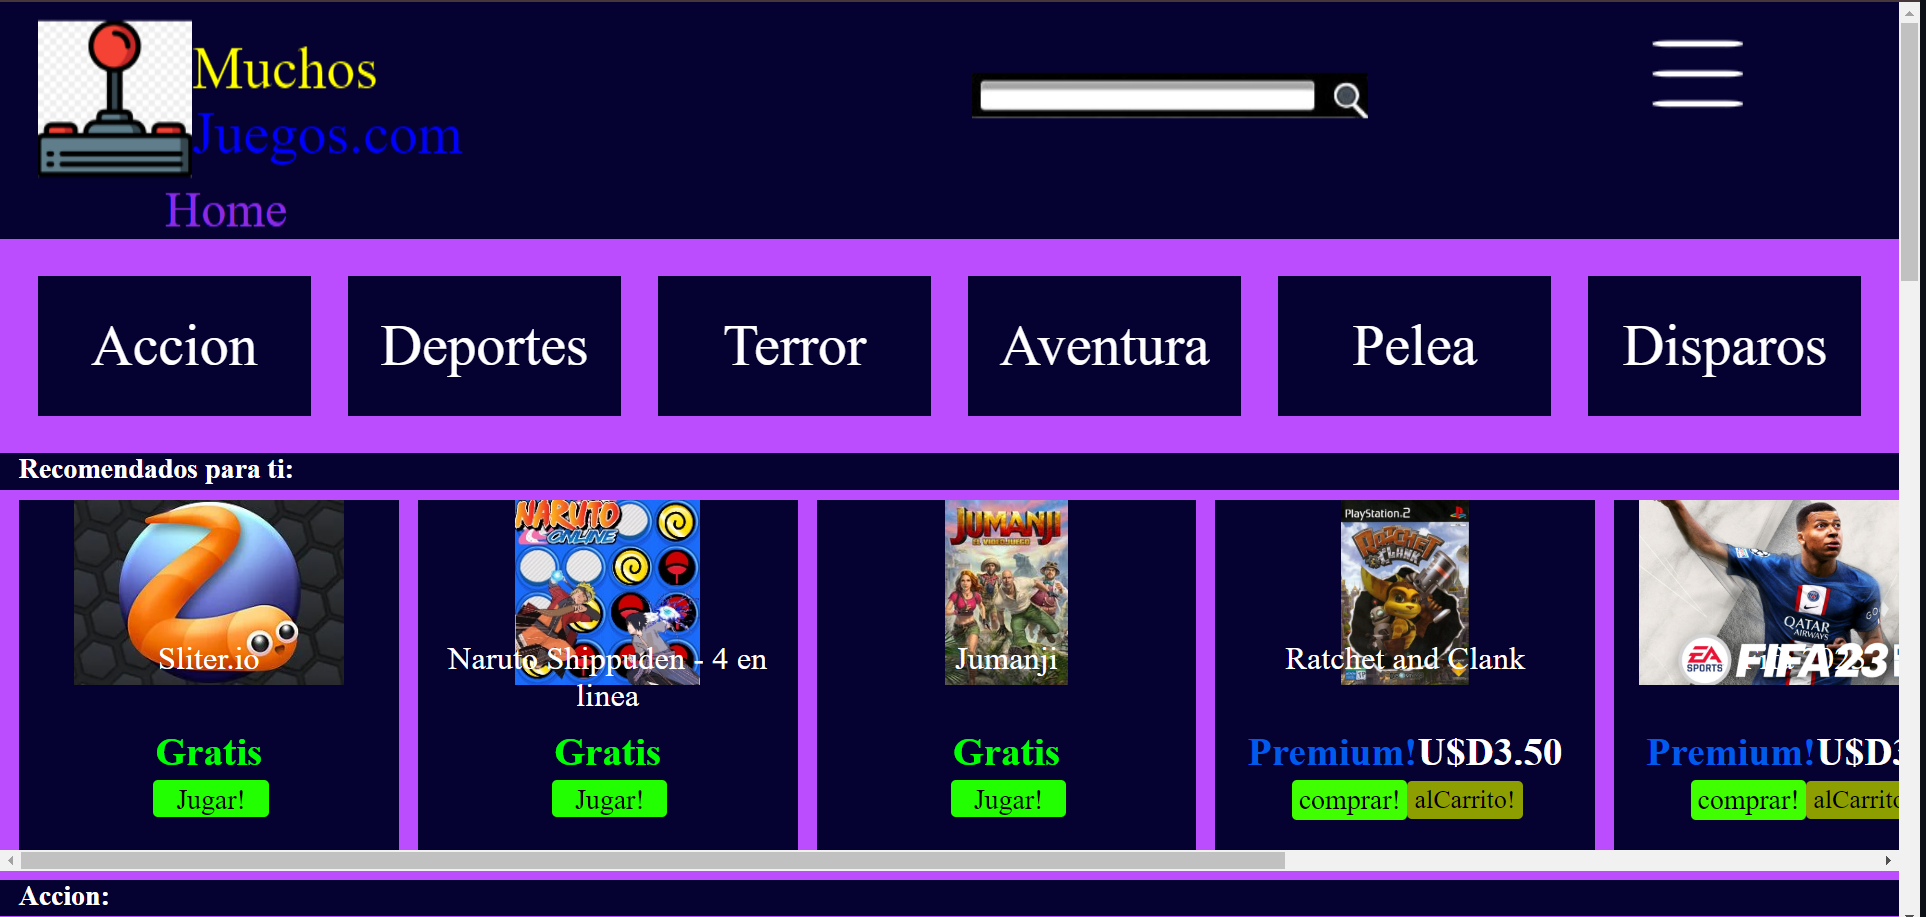 Muchos
Juegos.com
Home
Accion Deportes Terror Aventura Pelea Disparos
Recomendados para ti:
NARUTO
ONLINE
JUMANJI
EL VIDEOJUEGO
PlayStation.2
RATCHET
CLANK
QATAR
AIRWAYS
EA
SPORTS
FIFA 23
Sliter.io
Naruto Shippuden - 4 en
linea
Jumanji
Ratchet and Clank
Gratis Gratis Gratis Premium!U$D3.50 Premium!U$D3
Jugar! Jugar! Jugar! comprar! alCarrito! comprar! alCarrito
Accion: